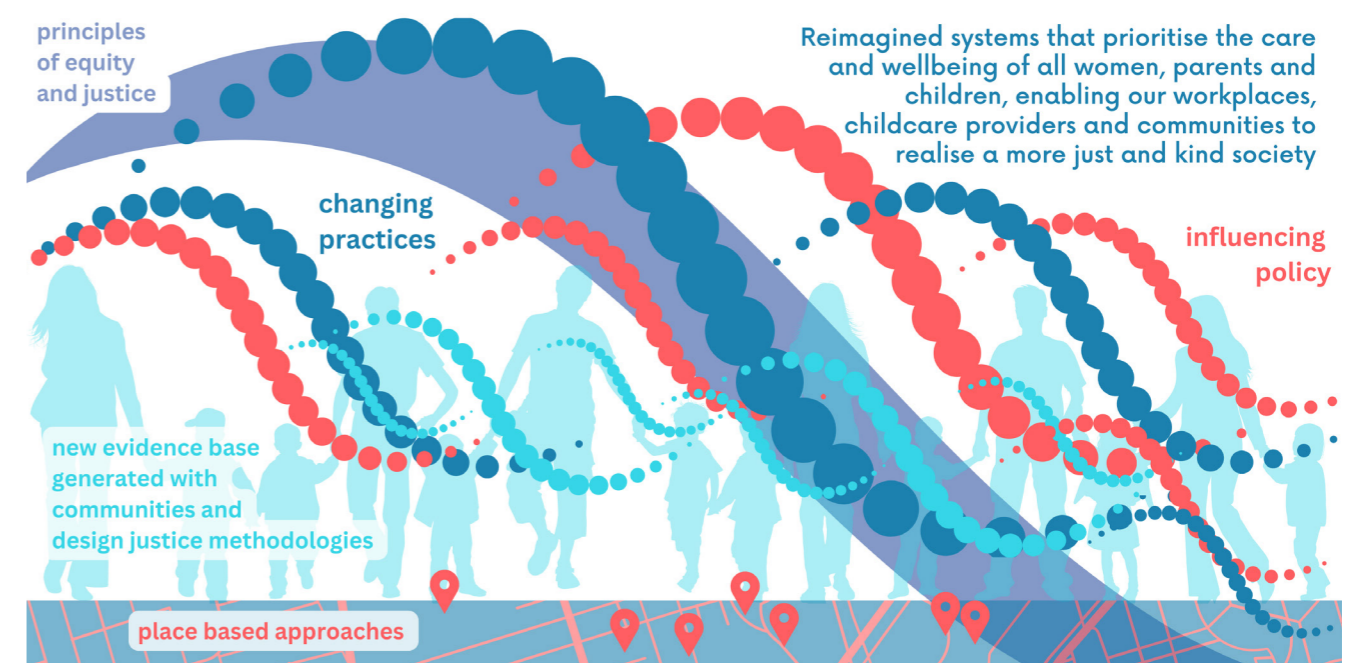 principles
of equity
and justice
Reimagined systems that prioritise the care
and wellbeing of all women, parents and
children, enabling our workplaces,
childcare providers and communities to
realise a more just and kind society
changing
practices
influencing
policy
new evidence base
generated with
communities and
design justice methodologies
place based approaches